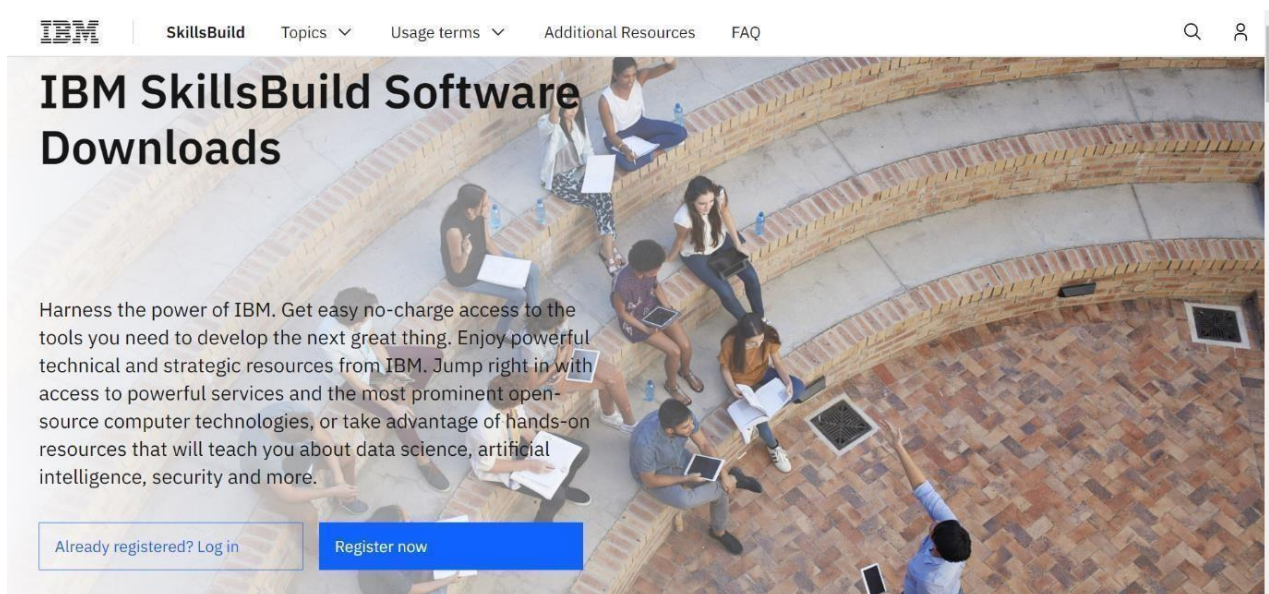 IBM SkillsBuild Topics Usage terms Additional Resources FAQ
IBM SkillsBuild Software
Downloads
Harness the power of IBM. Get easy no-charge access to the
tools you need to develop the next great thing. Enjoy powerful
technical and strategic resources from IBM. Jump right in with
access to powerful services and the most prominent open-
source computer technologies, or take advantage of hands-on
resources that will teach you about data science, artificial
intelligence, security and more.
Already registered? Log in Register now